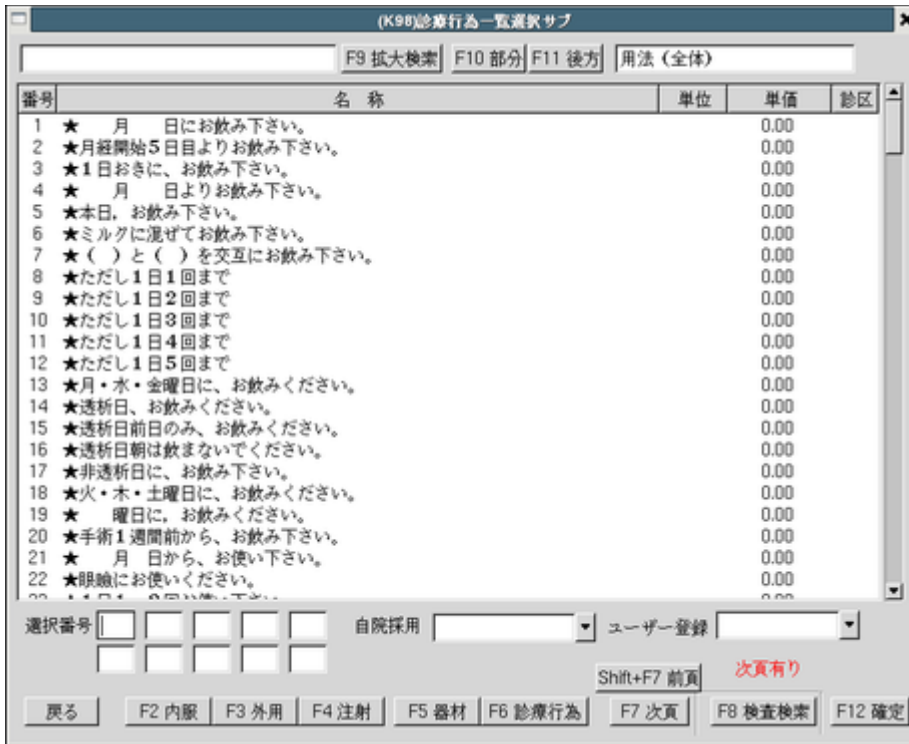 (K98)診療行為一覧選択サブ
F9 拡大検索 F10 部分 F11 後方 用法（全体）
番号 名 称 単位 単価 診区
1 ★　　月　　日にお飲み下さい。 0.00
2 ★月経開始５日目よりお飲み下さい。 0.00
3 ★１日おきに、お飲み下さい。 0.00
4 ★　　月　　日よりお飲み下さい。 0.00
5 ★本日，お飲み下さい。 0.00
6 ★ミルクに混ぜてお飲み下さい。 0.00
7 ★（　）と（　）を交互にお飲み下さい。 0.00
8 ★ただし１日１回まで 0.00
9 ★ただし１日２回まで 0.00
10 ★ただし１日３回まで 0.00
11 ★ただし１日４回まで 0.00
12 ★ただし１日５回まで 0.00
13 ★月・水・金曜日に、お飲みください。 0.00
14 ★透析日、お飲みください。 0.00
15 ★透析日前日のみ、お飲みください。 0.00
16 ★透析日朝は飲まないでください。 0.00
17 ★非透析日に、お飲み下さい。 0.00
18 ★火・木・土曜日に、お飲みください。 0.00
19 ★　　曜日に，お飲みください。 0.00
20 ★手術１週間前から、お飲み下さい。 0.00
21 ★　　月　日から、お使い下さい。 0.00
22 ★眼瞼にお使いください。 0.00
選択番号 自院採用 ユーザー登録
Shift+F7 前頁 次頁有り
戻る F2 内服 F3 外用 F4 注射 F5 器材 F6 診療行為 F7 次頁 F8 検査検索 F12 確定